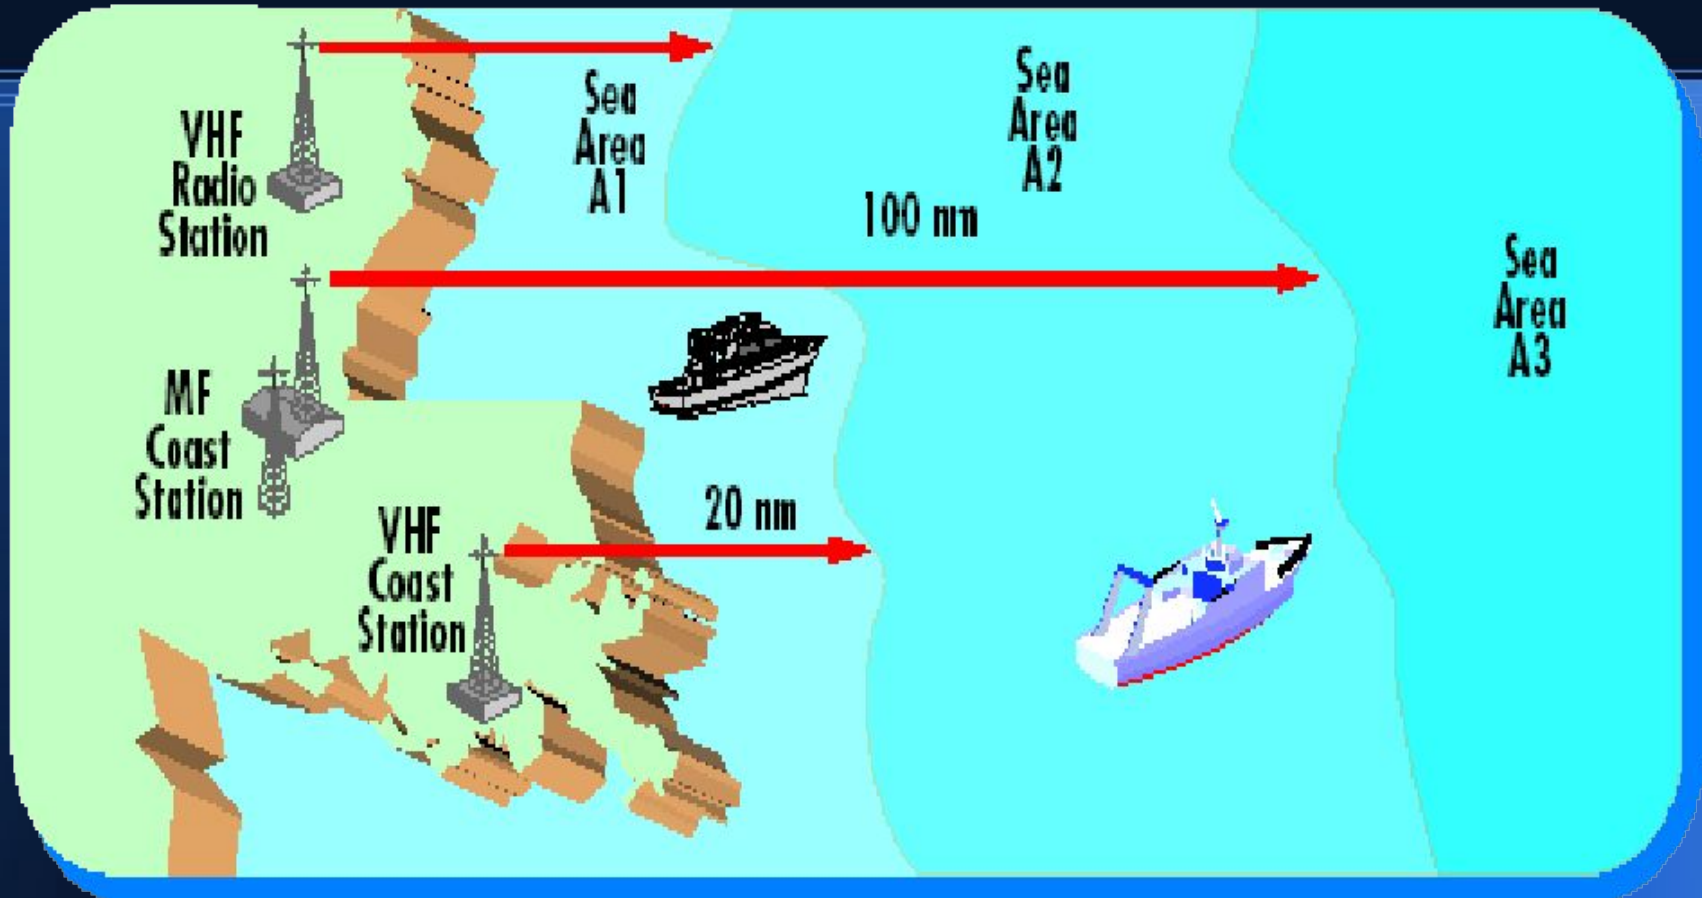 VHF
Radio
Station
Sea
Area
A1
Sea
Area
A2
100 nm
Sea
Area
A3
MF
Coast
Station
20 nm
VHF
Coast
Station